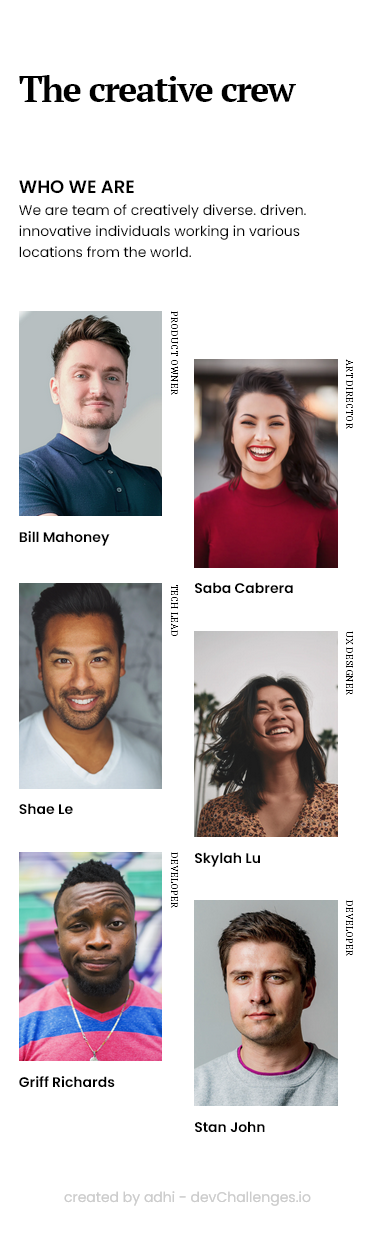 The creative crew
WHO WE ARE
We are team of creatively diverse. driven.
innovative individuals working in various
locations from the world.
PRODUCT OWNER
Bill Mahoney
ART DIRECTOR
Saba Cabrera
TECH LEAD
Shae Le
UX DESIGNER
Skylah Lu
DEVELOPER
Griff Richards
DEVELOPER
Stan John
created by adhi - devChallenges.io